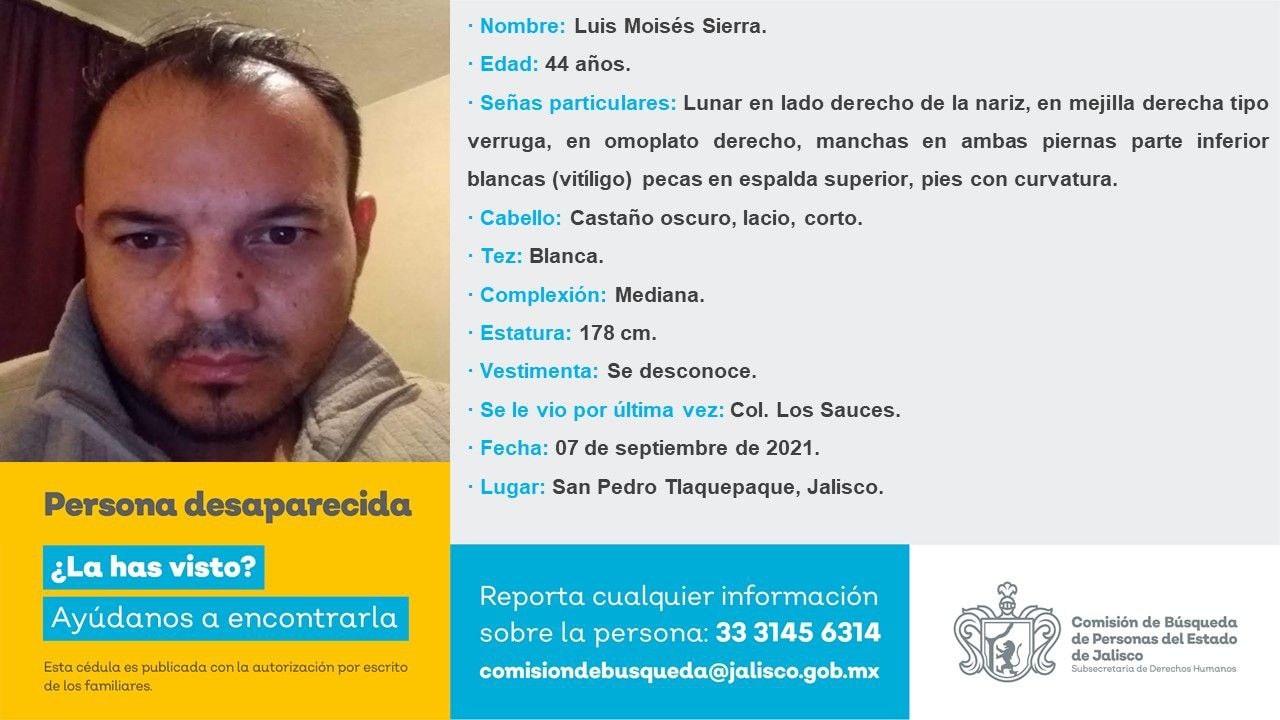 · Nombre: Luis Moisés Sierra.
· Edad: 44 años.
· Señas particulares: Lunar en lado derecho de la nariz, en mejilla derecha tipo
verruga, en omoplato derecho, manchas en ambas piernas parte inferior
blancas (vitíligo) pecas en espalda superior, pies con curvatura.
· Cabello: Castaño oscuro, lacio, corto.
· Tez: Blanca.
· Complexión: Mediana.
· Estatura: 178 cm.
· Vestimenta: Se desconoce.
· Se le vio por última vez: Col. Los Sauces.
· Fecha: 07 de septiembre de 2021.
· Lugar: San Pedro Tlaquepaque, Jalisco.
Persona desaparecida
¿La has visto?
Ayúdanos a encontrarla
Esta cédula es publicada con la autorización por escrito
de los familiares.
Reporta cualquier información
sobre la persona: 33 3145 6314
comisiondebusqueda@jalisco.gob.mx
Comisión de Búsqueda
de Personas del Estado
de Jalisco
Subsecretaría de Derechos Humanos